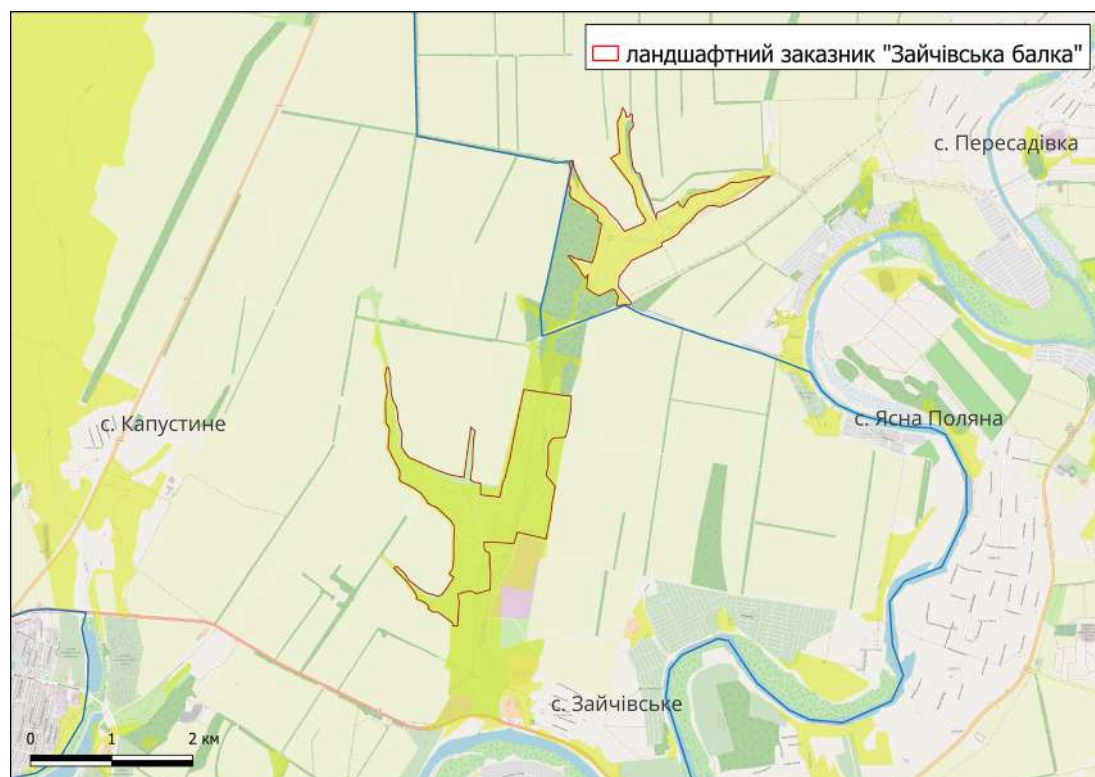 ландшафтний заказник "Зайчівська балка"
с. Пересадівка
с. Капустине
с. Ясна Поляна
с. Зайчівське
0 1 2 км